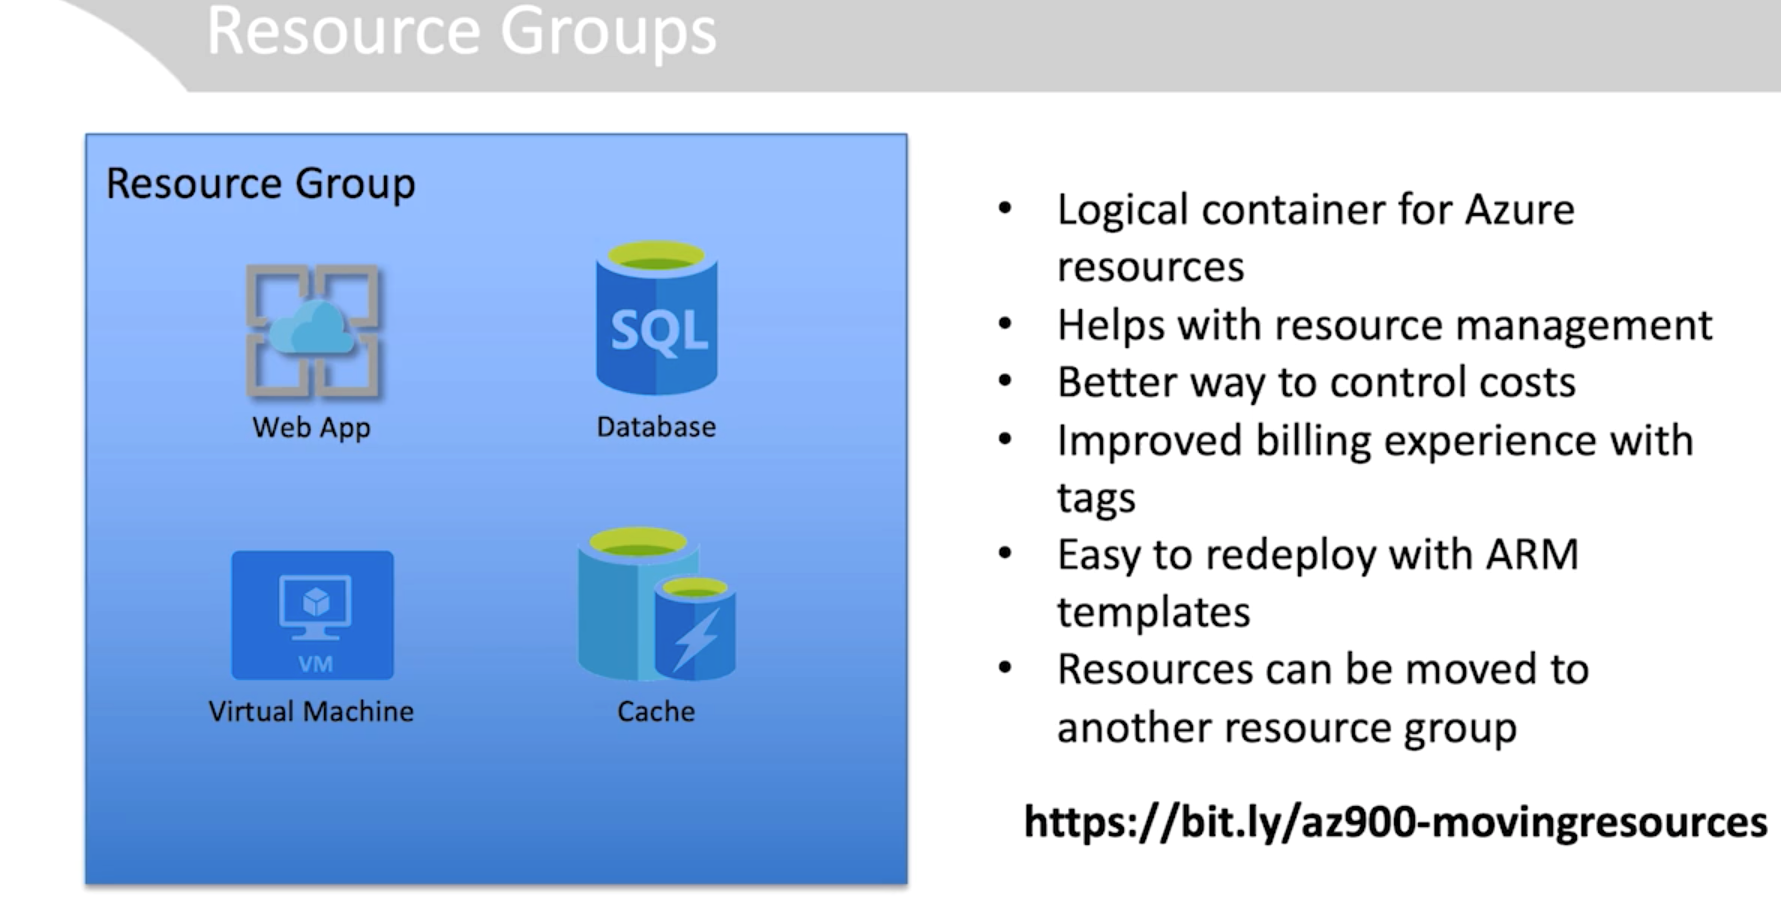 Resource Groups
Resource Group
SQL
Web App
Database
VM
Virtual Machine
Cache
• Logical container for Azure
resources
• Helps with resource management
• Better way to control costs
• Improved billing experience with
tags
• Easy to redeploy with ARM
templates
• Resources can be moved to
another resource group
https://bit.ly/az900-movingresources